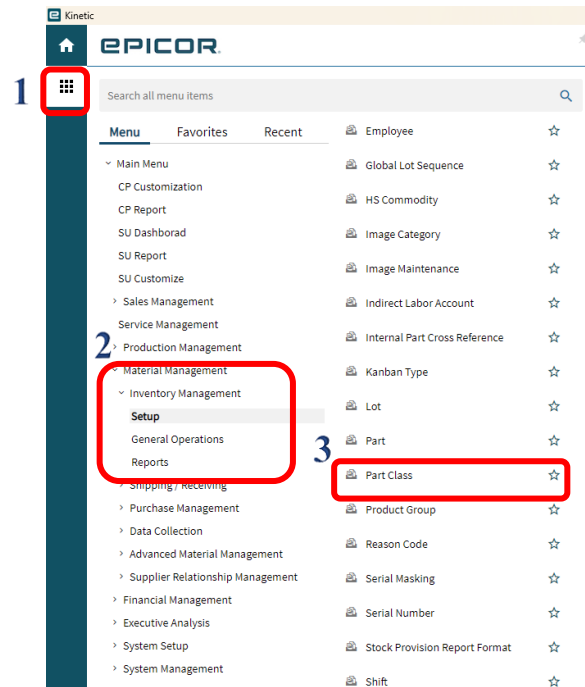 Kinetic
EPICOR
1
Search all menu items
Menu Favorites Recent
Main Menu
CP Customization
CP Report
SU Dashborad
SU Report
SU Customize
Sales Management
Service Management
2
Production Management
Material Management
Inventory Management
Setup
General Operations
Reports
Shipping / Receiving
Purchase Management
Data Collection
Advanced Material Management
Supplier Relationship Management
Financial Management
Executive Analysis
System Setup
System Management
Employee
Global Lot Sequence
HS Commodity
Image Category
Image Maintenance
Indirect Labor Account
Internal Part Cross Reference
Kanban Type
Lot
Part
3
Part Class
Product Group
Reason Code
Serial Masking
Serial Number
Stock Provision Report Format
Shift